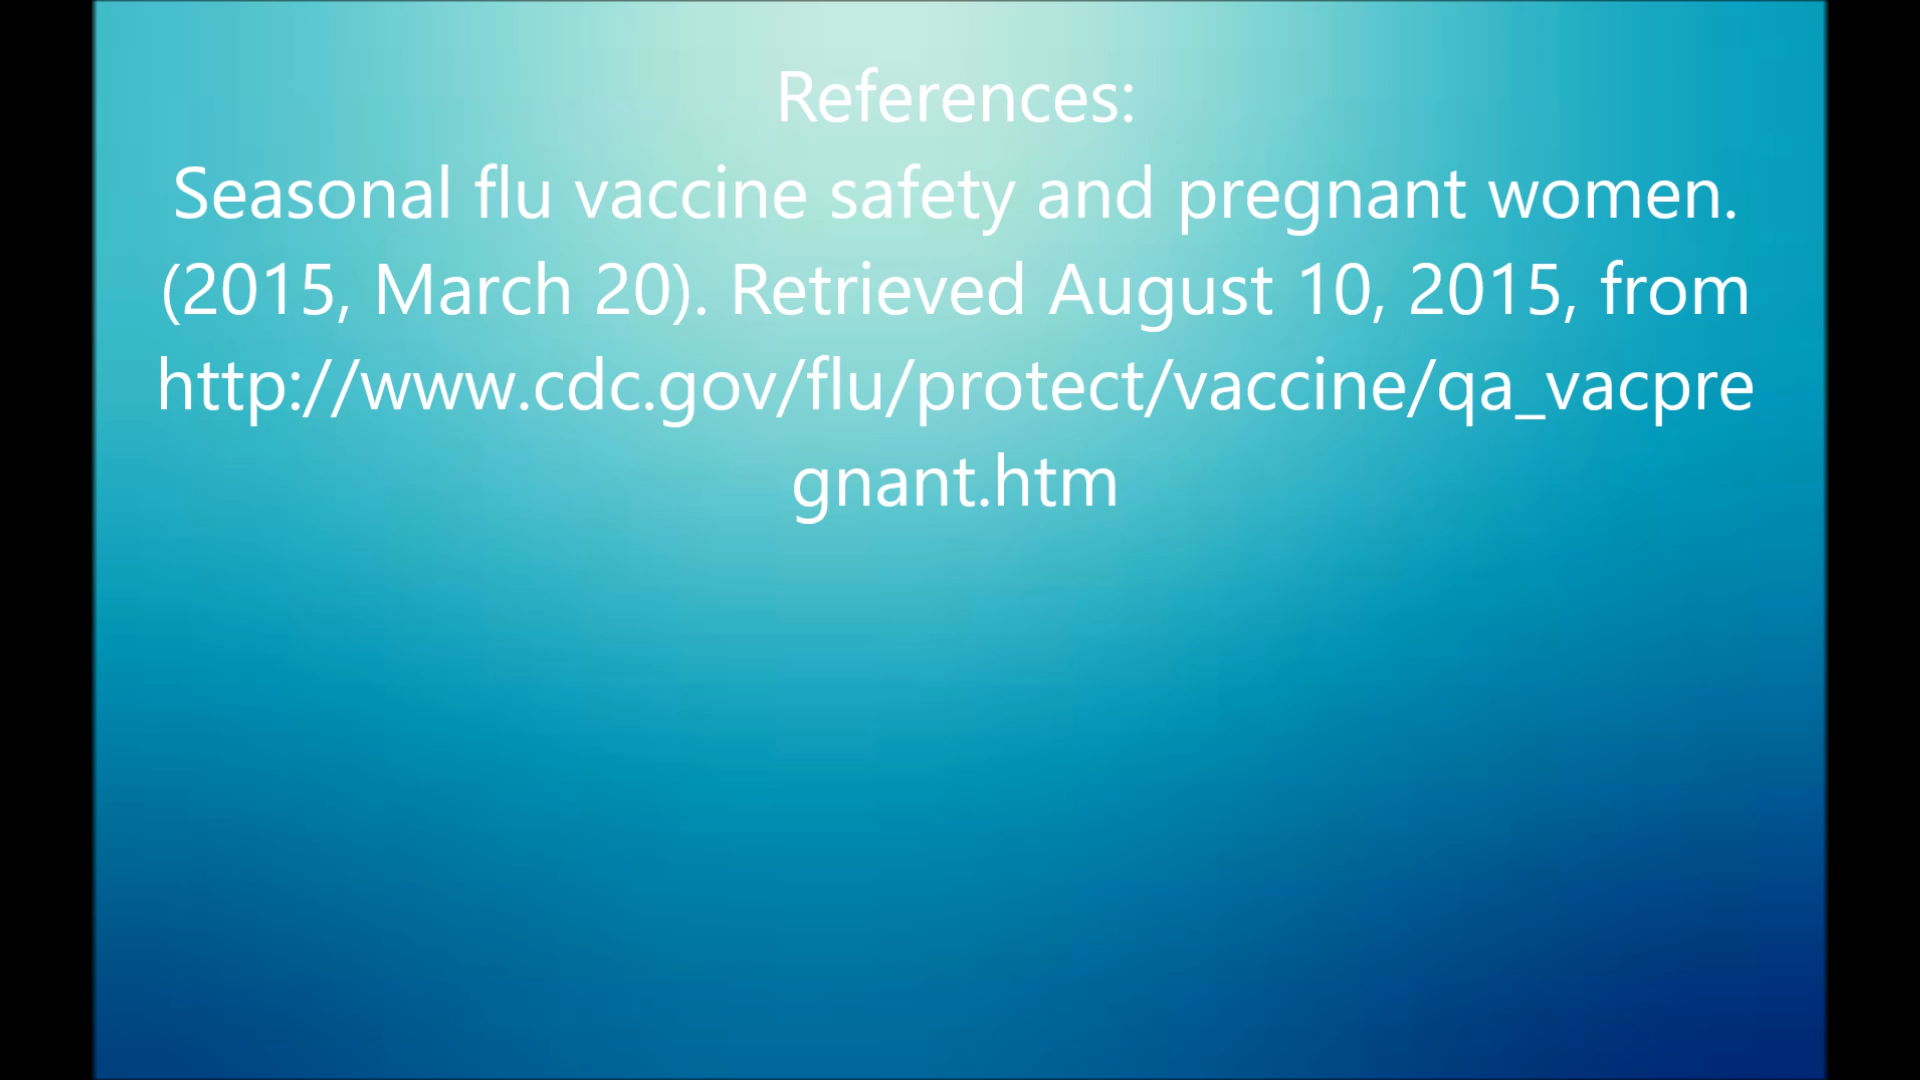 References:
Seasonal flu vaccine safety and pregnant women.
(2015, March 20). Retrieved August 10, 2015, from
http://www.cdc.gov/flu/protect/vaccine/qa_vacpre
gnant.htm